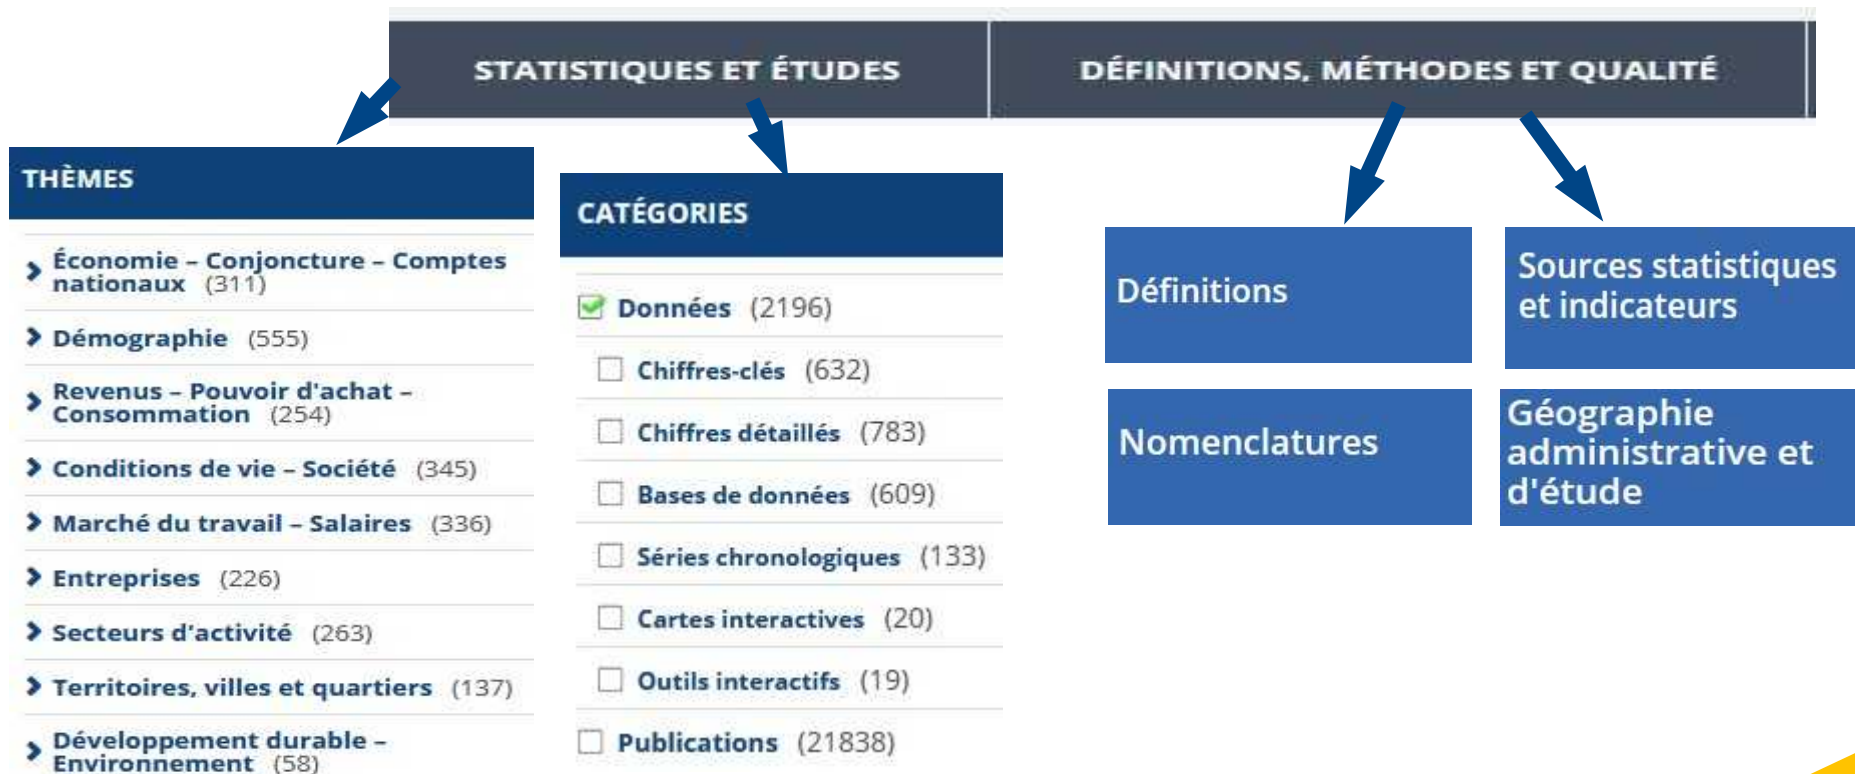 STATISTIQUES ET ÉTUDES
DÉFINITIONS, MÉTHODES ET QUALITÉ
THÈMES
Économie – Conjoncture – Comptes
nationaux (311)
Démographie (555)
Revenus – Pouvoir d'achat –
Consommation (254)
Conditions de vie – Société (345)
Marché du travail – Salaires (336)
Entreprises (226)
Secteurs d'activité (263)
Territoires, villes et quartiers (137)
Développement durable –
Environnement (58)
CATÉGORIES
Données (2196)
Chiffres-clés (632)
Chiffres détaillés (783)
Bases de données (609)
Séries chronologiques (133)
Cartes interactives (20)
Outils interactifs (19)
Publications (21838)
Définitions
Sources statistiques
et indicateurs
Nomenclatures
Géographie
administrative et
d'étude